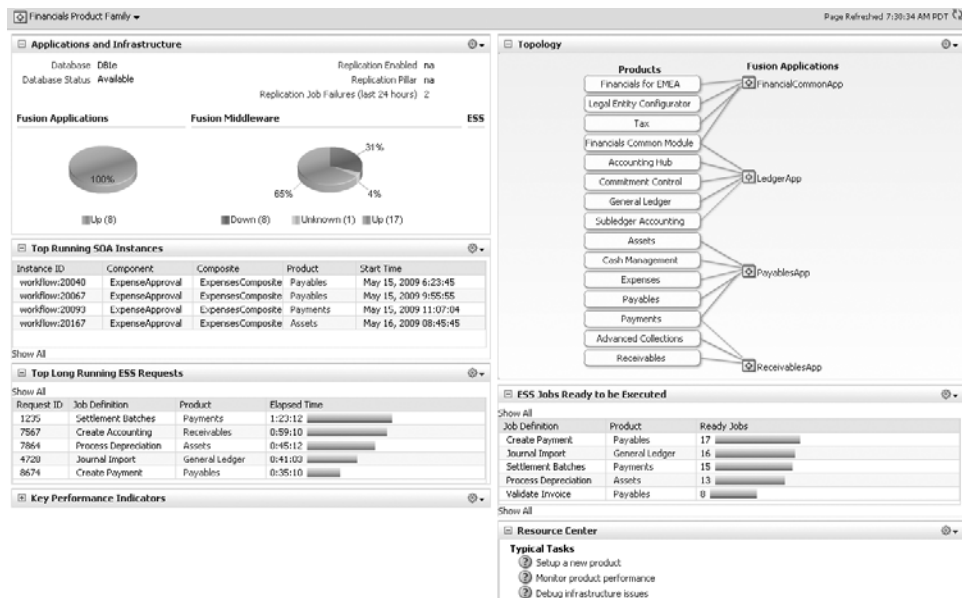 Financials Product Family
Page Refreshed 7:30:34 AM PDT
Applications and Infrastructure
Database DB1e
Database Status Available
Replication Enabled na
Replication Pillar na
Replication Job Failures (last 24 hours) 2
Fusion Applications
Fusion Middleware
ESS
100%
31%
65%
4%
Up (8)
Down (8) Unknown (1) Up (17)
Top Running SOA Instances
Instance ID Component Composite Product Start Time
workflow:20040 ExpenseApproval ExpensesComposite Payables May 15, 2009 6:23:45
workflow:20067 ExpenseApproval ExpensesComposite Payables May 15, 2009 9:55:55
workflow:20093 ExpenseApproval ExpensesComposite Payments May 15, 2009 11:07:04
workflow:20167 ExpenseApproval ExpensesComposite Assets May 16, 2009 08:45:45
Show All
Top Long Running ESS Requests
Show All
Request ID Job Definition Product Elapsed Time
1235 Settlement Batches Payments 1:23:12
7567 Create Accounting Receivables 0:59:10
7864 Process Depreciation Assets 0:45:12
4720 Journal Import General Ledger 0:41:03
8674 Create Payment Payables 0:35:10
Key Performance Indicators
Topology
Products
Fusion Applications
Financials for EMEA
Legal Entity Configurator
Tax
Financials Common Module
Accounting Hub
Commitment Control
General Ledger
Subledger Accounting
Assets
Cash Management
Expenses
Payables
Payments
Advanced Collections
Receivables
FinancialCommonApp
LedgerApp
PayablesApp
ReceivablesApp
ESS Jobs Ready to be Executed
Show All
Job Definition Product Ready Jobs
Create Payment Payables 17
Journal Import General Ledger 16
Settlement Batches Payments 15
Process Depreciation Assets 13
Validate Invoice Payables 8
Show All
Resource Center
Typical Tasks
Setup a new product
Monitor product performance
Debug infrastructure issues